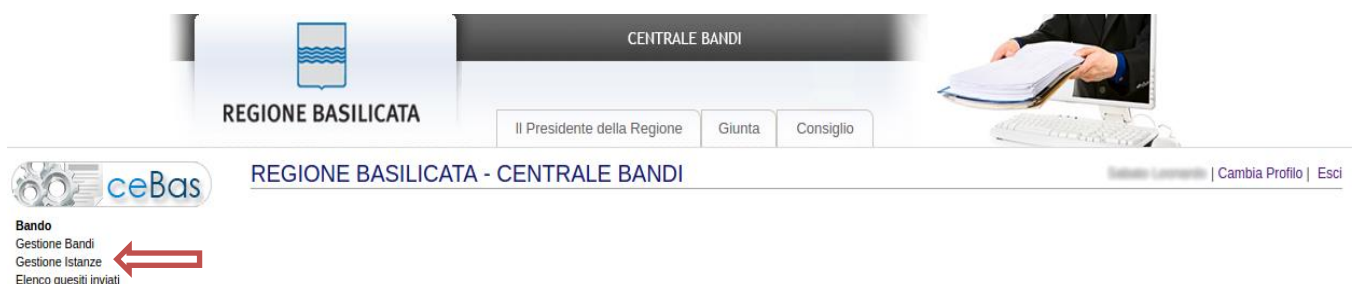 CENTRALE BANDI
REGIONE BASILICATA
Il Presidente della Regione Giunta Consiglio
ceBas
REGIONE BASILICATA - CENTRALE BANDI
| Cambia Profilo | Esci
Bando
Gestione Bandi
Gestione Istanze
Elenco quesiti inviati